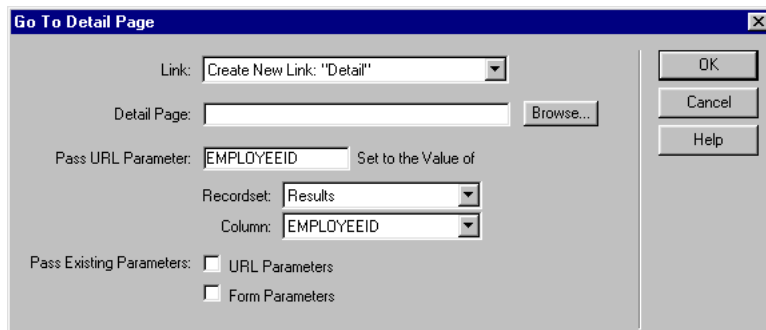 Go To Detail Page
Link: Create New Link: "Detail"
OK
Detail Page: Browse... Cancel
Help
Pass URL Parameter: EMPLOYEEID Set to the Value of
Recordset: Results
Column: EMPLOYEEID
Pass Existing Parameters: URL Parameters
Form Parameters